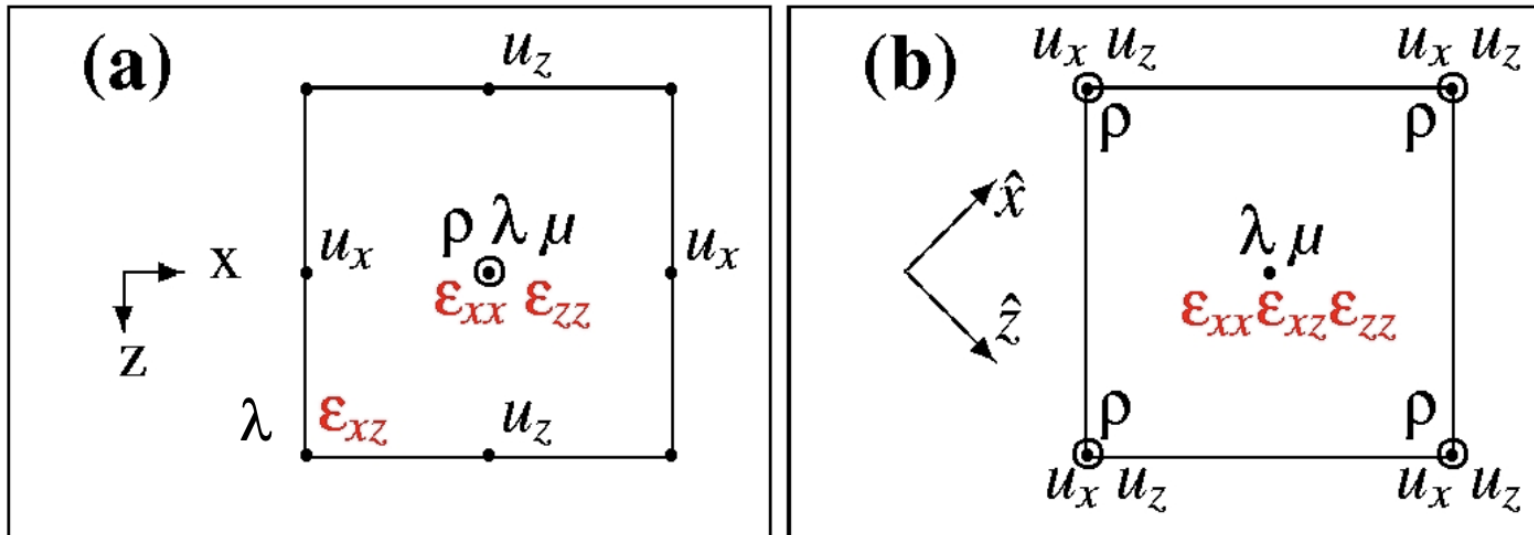 (a)
u_z
ρ λ μ
u_x
u_x
ε_xx ε_zz
x
z
λ
ε_xz
u_z
(b)
u_x u_z
u_x u_z
ρ
ρ
x̂
ẑ
λ μ
ε_xx ε_xz ε_zz
ρ
ρ
u_x u_z
u_x u_z